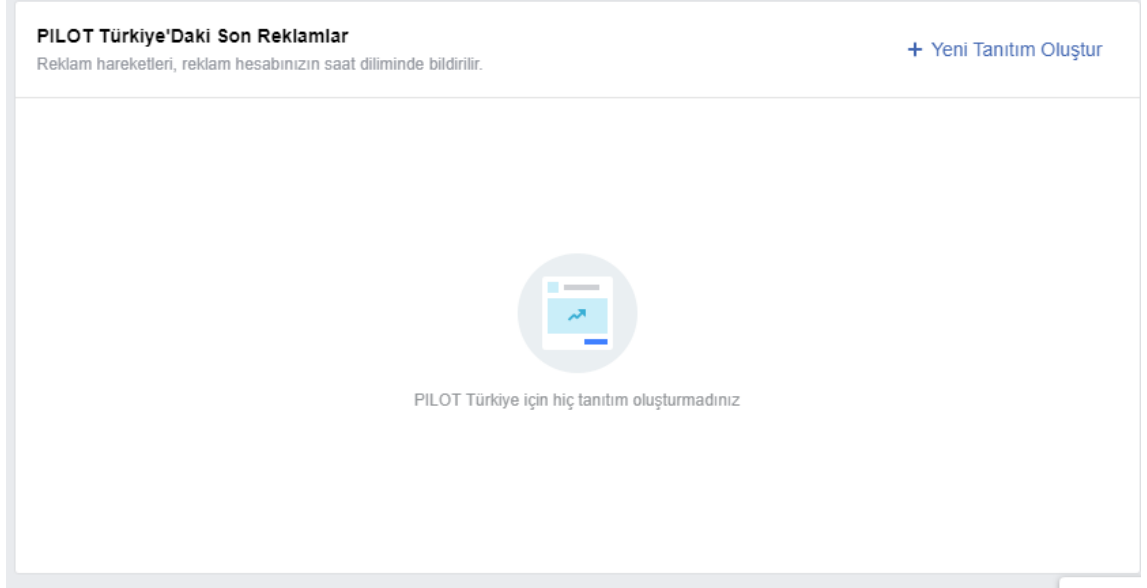 PILOT Türkiye'Daki Son Reklamlar
Reklam hareketleri, reklam hesabınızın saat diliminde bildirilir.
+ Yeni Tanıtım Oluştur
PILOT Türkiye için hiç tanıtım oluşturmadınız